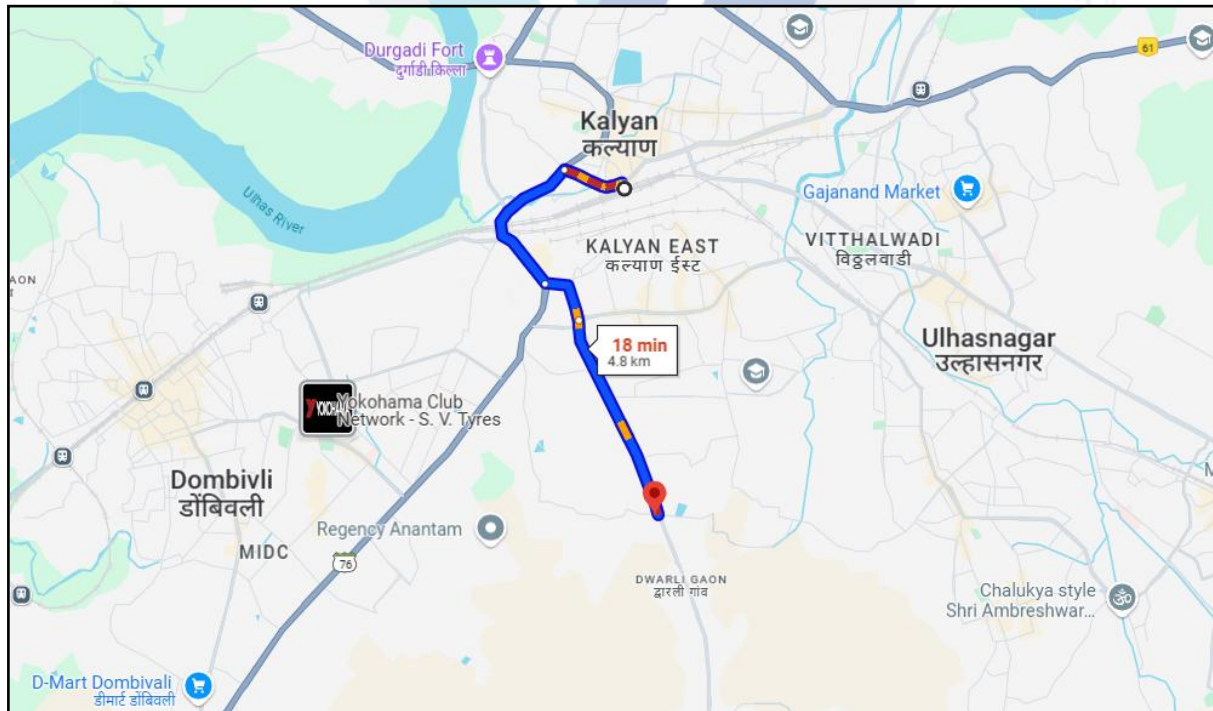 Durgadi Fort
दुर्गाडी किल्ला
61
Kalyan
कल्याण
Ulhas River
Gajanand Market
KALYAN EAST
कल्याण ईस्ट
VITTHALWADI
विठ्ठलवाडी
GAON
18 min
4.8 km
Ulhasnagar
उल्हासनगर
YOKOHAMA
Yokohama Club
Network - S. V. Tyres
Dombivli
डोंबिवली
Regency Anantam
MIDC
76
DWARLI GAON
द्वारली गांव
Chalukya style
Shri Ambreshwar...
D-Mart Dombivali
डीमार्ट डोंबिवली